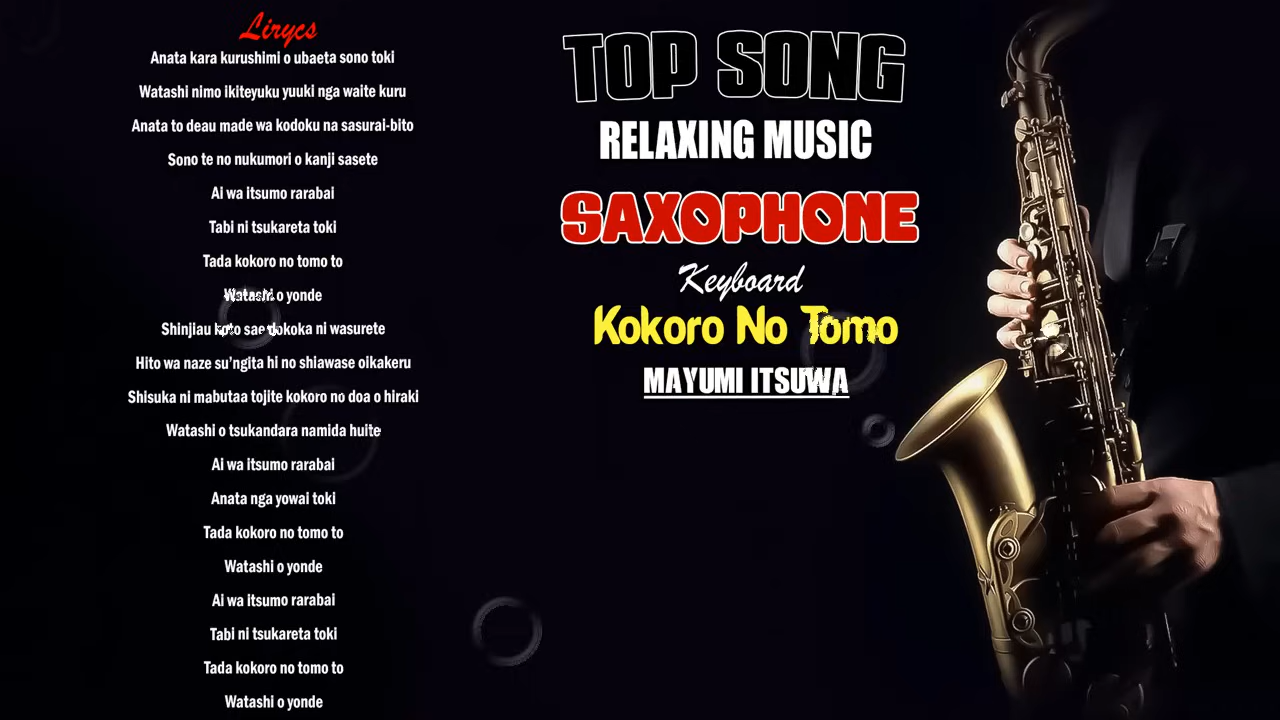 Lirycs
Anata kara kurushimi o ubaeta sono toki
Watashi nimo ikiteyuku yuuki nga waite kuru
Anata to deau made wa kodoku na sasurai-bito
Sono te no nukumori o kanji sasete
Ai wa itsumo rarabai
Tabi ni tsukareta toki
Tada kokoro no tomo to
Watashi o yonde
Shinjiau koto sae dokoka ni wasurete
Hito wa naze su'ngita hi no shiawase oikakeru
Shisuka ni mabutaa tojite kokoro no doa o hiraki
Watashi o tsukandara namida huite
Ai wa itsumo rarabai
Anata nga yowai toki
Tada kokoro no tomo to
Watashi o yonde
Ai wa itsumo rarabai
Tabi ni tsukareta toki
Tada kokoro no tomo to
Watashi o yonde
TOP SONG
RELAXING MUSIC
SAXOPHONE
Keyboard
Kokoro No Tomo
MAYUMI ITSUWA